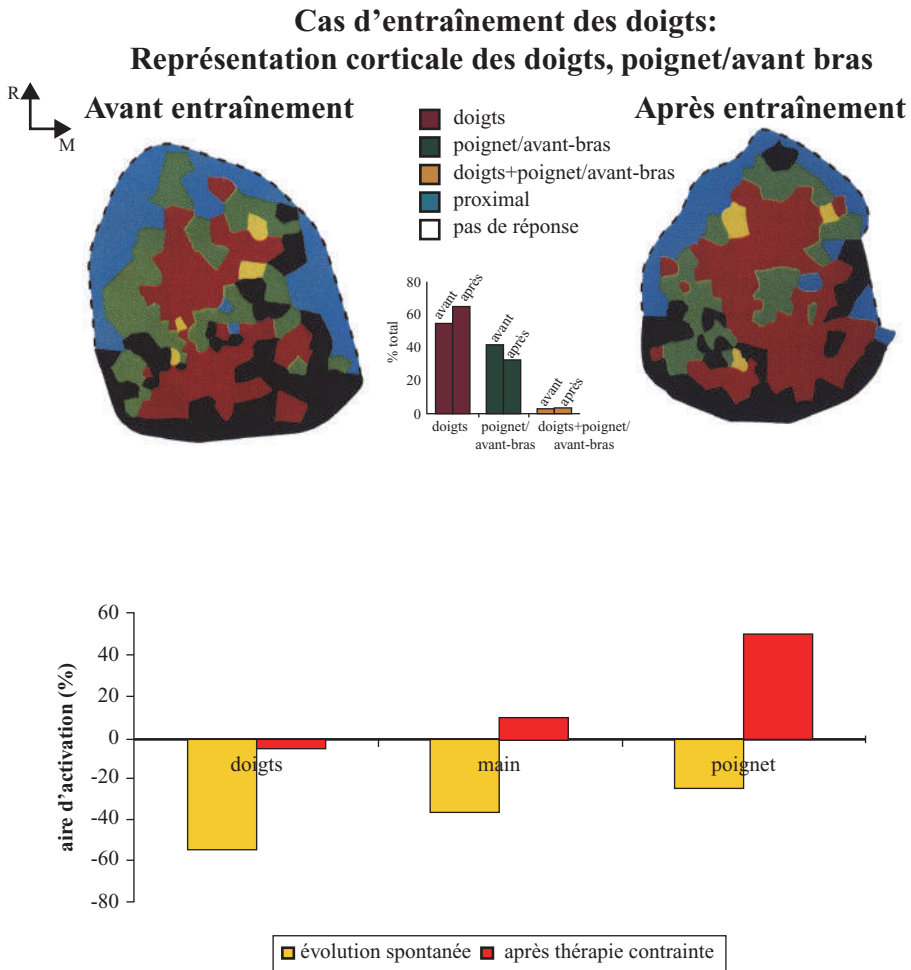 Cas d’entraînement des doigts:
Représentation corticale des doigts, poignet/avant bras
R
M
Avant entraînement
Après entraînement
doigts
poignet/avant-bras
doigts+poignet/avant-bras
proximal
pas de réponse
80
60
40
20
0
% total
avant
après
avant
après
avant
après
doigts
poignet/
avant-bras
doigts+poignet/
avant-bras
60
40
20
0
-20
-40
-60
-80
aire d’activation (%)
doigts
main
poignet
évolution spontanée
après thérapie contrainte